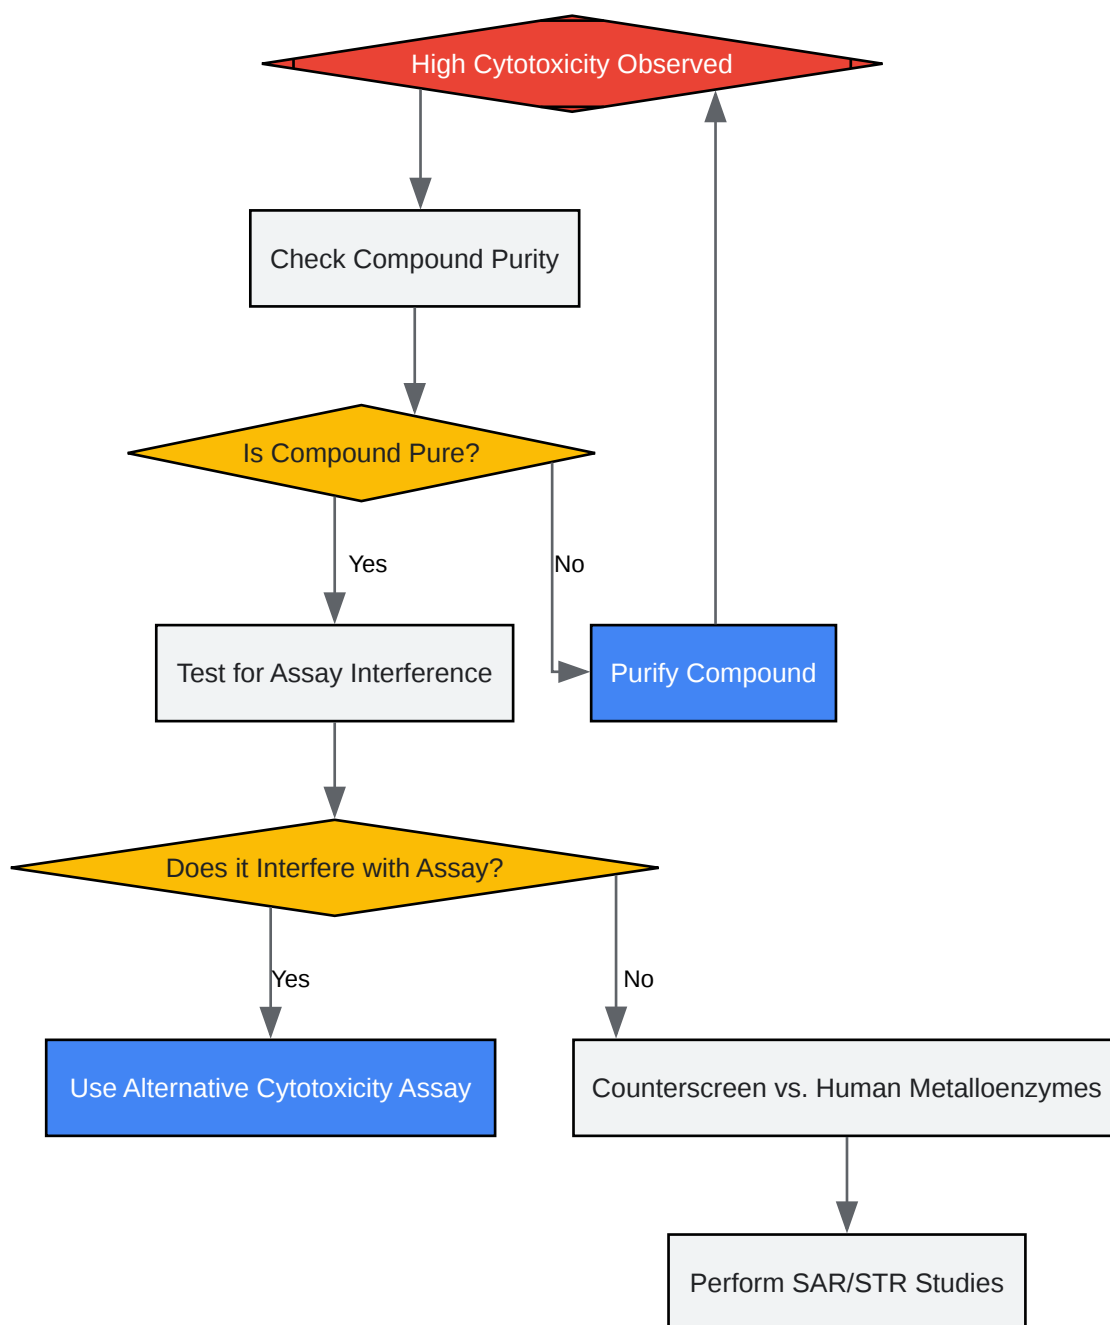 High Cytotoxicity Observed
Check Compound Purity
Is Compound Pure?
Yes
No
Test for Assay Interference
Purify Compound
Does it Interfere with Assay?
Yes
No
Use Alternative Cytotoxicity Assay
Counterscreen vs. Human Metalloenzymes
Perform SAR/STR Studies